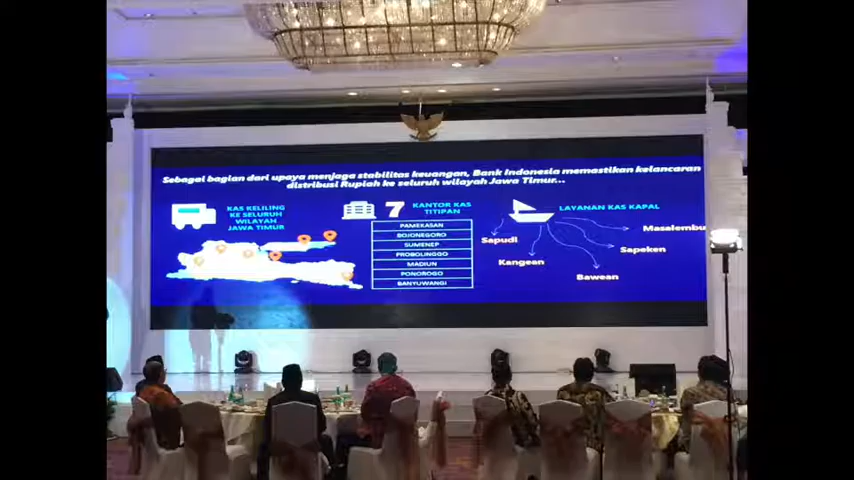 Sebagai bagian dari upaya menjaga stabilitas keuangan, Bank Indonesia memastikan kelancaran
distribusi Rupiah ke seluruh wilayah Jawa Timur...
KAS KELILING
KE SELURUH
WILAYAH
JAWA TIMUR
7 KANTOR KAS
TITIPAN
PAMEKASAN
BOJONEGORO
SUMENEP
PROBOLINGGO
MADIUN
PONOROGO
BANYUWANGI
LAYANAN KAS KAPAL
Masalembu
Sapudi
Sapeken
Kangean
Bawean